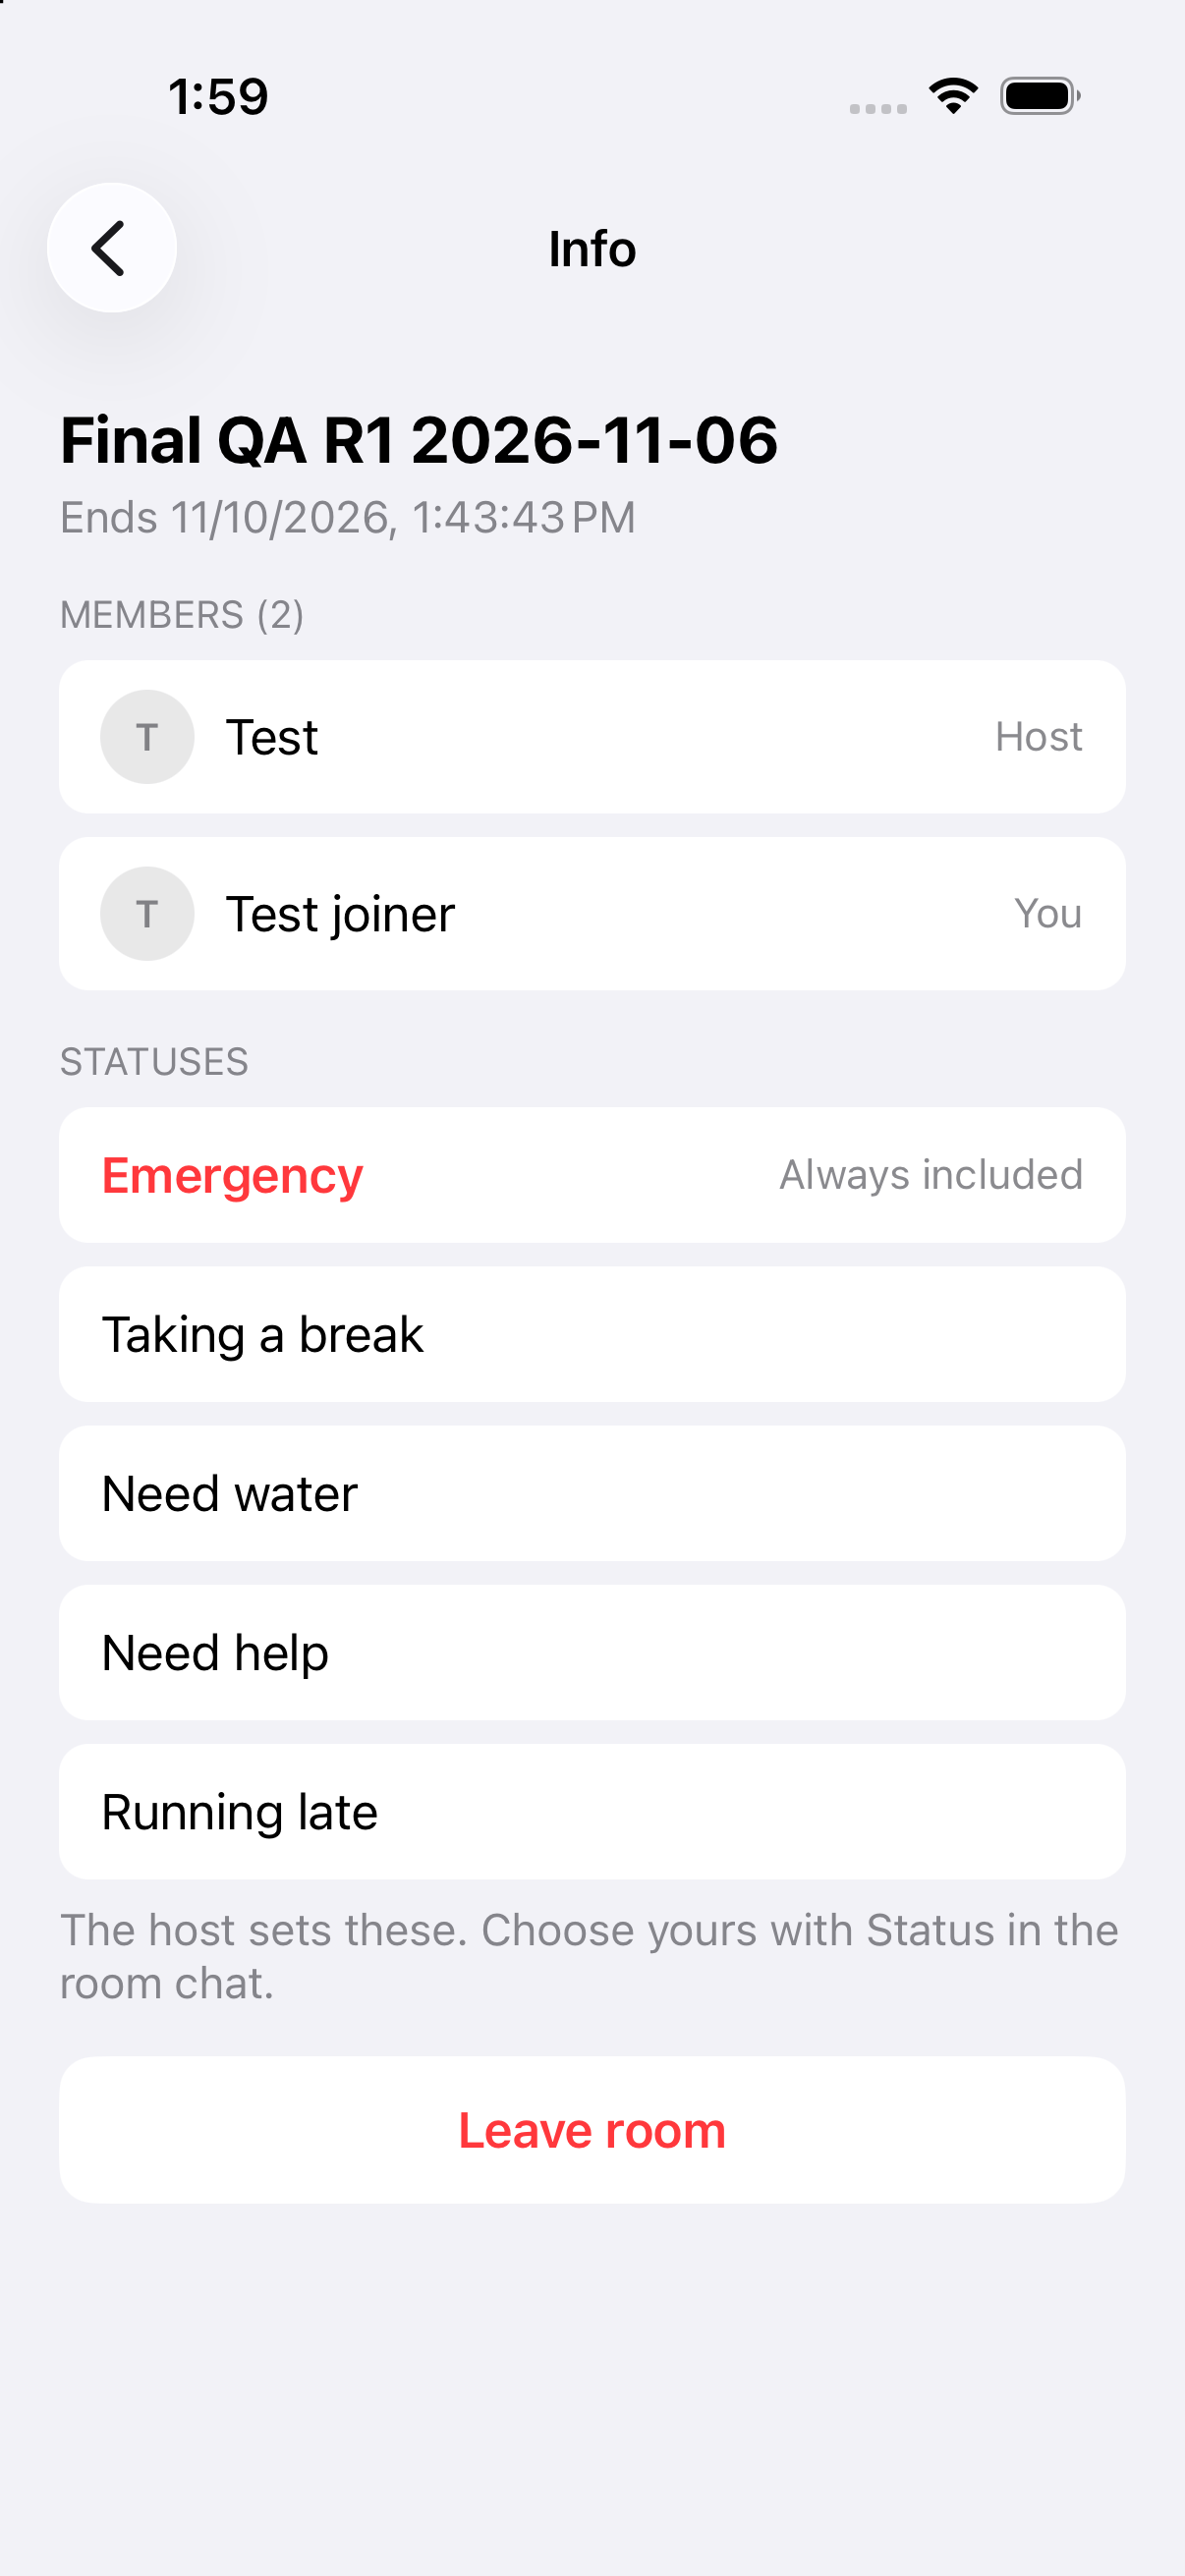 1:59
Info
Final QA R1 2026-11-06
Ends 11/10/2026, 1:43:43 PM
MEMBERS (2)
T Test Host
T Test joiner You
STATUSES
Emergency Always included
Taking a break
Need water
Need help
Running late
The host sets these. Choose yours with Status in the
room chat.
Leave room